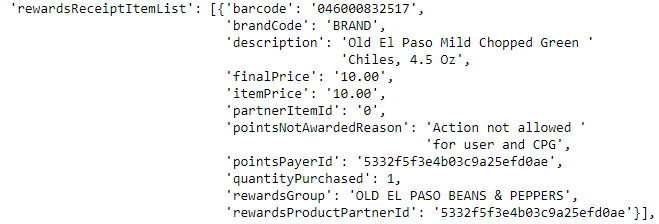 'rewardsReceiptItemList': [{'barcode': '046000832517',
'brandCode': 'BRAND',
'description': 'Old El Paso Mild Chopped Green '
'Chiles, 4.5 Oz',
'finalPrice': '10.00',
'itemPrice': '10.00',
'partnerItemId': '0',
'pointsNotAwardedReason': 'Action not allowed '
'for user and CPG',
'pointsPayerId': '5332f5f3e4b03c9a25efd0ae',
'quantityPurchased': 1,
'rewardsGroup': 'OLD EL PASO BEANS & PEPPERS',
'rewardsProductPartnerId': '5332f5f3e4b03c9a25efd0ae'}],